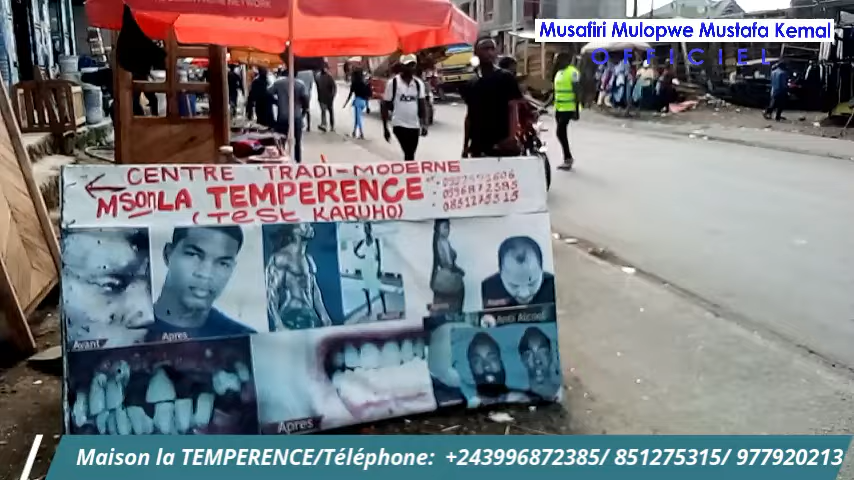 Musafiri Mulopwe Mustafa Kemal
OFFICIEL
CENTRE TRADI-MODERNE
MSON LA TEMPERENCE
(TEST KARUHO)
0996872385
0851275315
Avant
Apres
Anti Alcool
Apres
Maison la TEMPERENCE/Téléphone: +243996872385/ 851275315/ 977920213